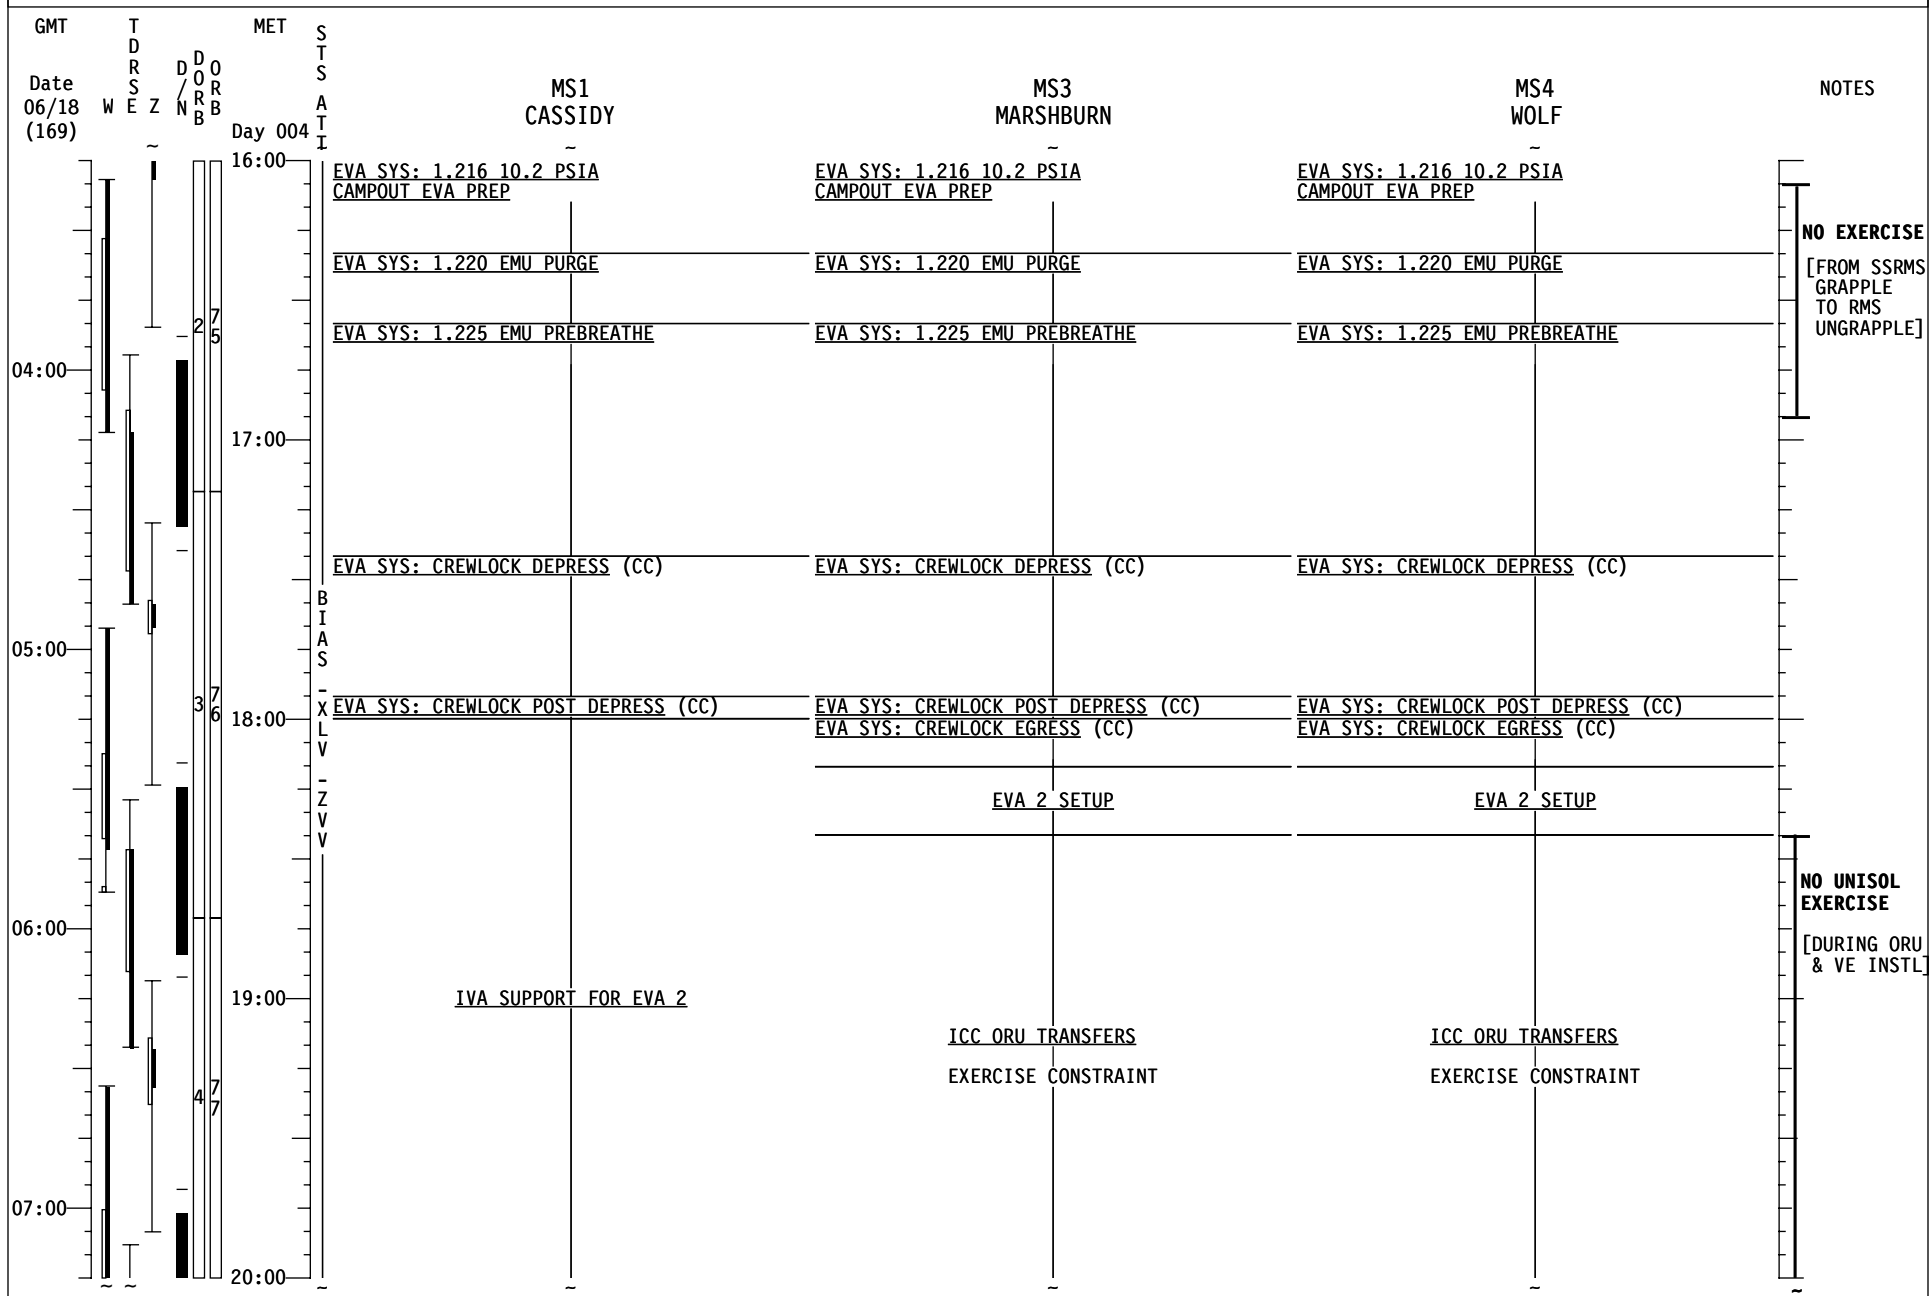 GMT
TDRS
MET
STS ATT
Date
06/18
(169)
W E Z
D/N
DORB
ORB
Day 004
MS1
CASSIDY
MS3
MARSHBURN
MS4
WOLF
NOTES
~ ~ ~ ~
16:00
EVA SYS: 1.216 10.2 PSIA
CAMPOUT EVA PREP
EVA SYS: 1.216 10.2 PSIA
CAMPOUT EVA PREP
EVA SYS: 1.216 10.2 PSIA
CAMPOUT EVA PREP
NO EXERCISE
[FROM SSRMS
GRAPPLE
TO RMS
UNGRAPPLE]
EVA SYS: 1.220 EMU PURGE
EVA SYS: 1.220 EMU PURGE
EVA SYS: 1.220 EMU PURGE
2
75
EVA SYS: 1.225 EMU PREBREATHE
EVA SYS: 1.225 EMU PREBREATHE
EVA SYS: 1.225 EMU PREBREATHE
04:00
17:00
EVA SYS: CREWLOCK DEPRESS (CC)
EVA SYS: CREWLOCK DEPRESS (CC)
EVA SYS: CREWLOCK DEPRESS (CC)
BIAS -XLV -ZVV
05:00
3
76
EVA SYS: CREWLOCK POST DEPRESS (CC)
EVA SYS: CREWLOCK POST DEPRESS (CC)
EVA SYS: CREWLOCK POST DEPRESS (CC)
18:00
EVA SYS: CREWLOCK EGRESS (CC)
EVA SYS: CREWLOCK EGRESS (CC)
EVA 2 SETUP
EVA 2 SETUP
NO UNISOL
EXERCISE
[DURING ORU
& VE INSTL]
06:00
19:00
IVA SUPPORT FOR EVA 2
ICC ORU TRANSFERS
EXERCISE CONSTRAINT
ICC ORU TRANSFERS
EXERCISE CONSTRAINT
4
77
07:00
20:00
~ ~ ~ ~ ~ ~ ~